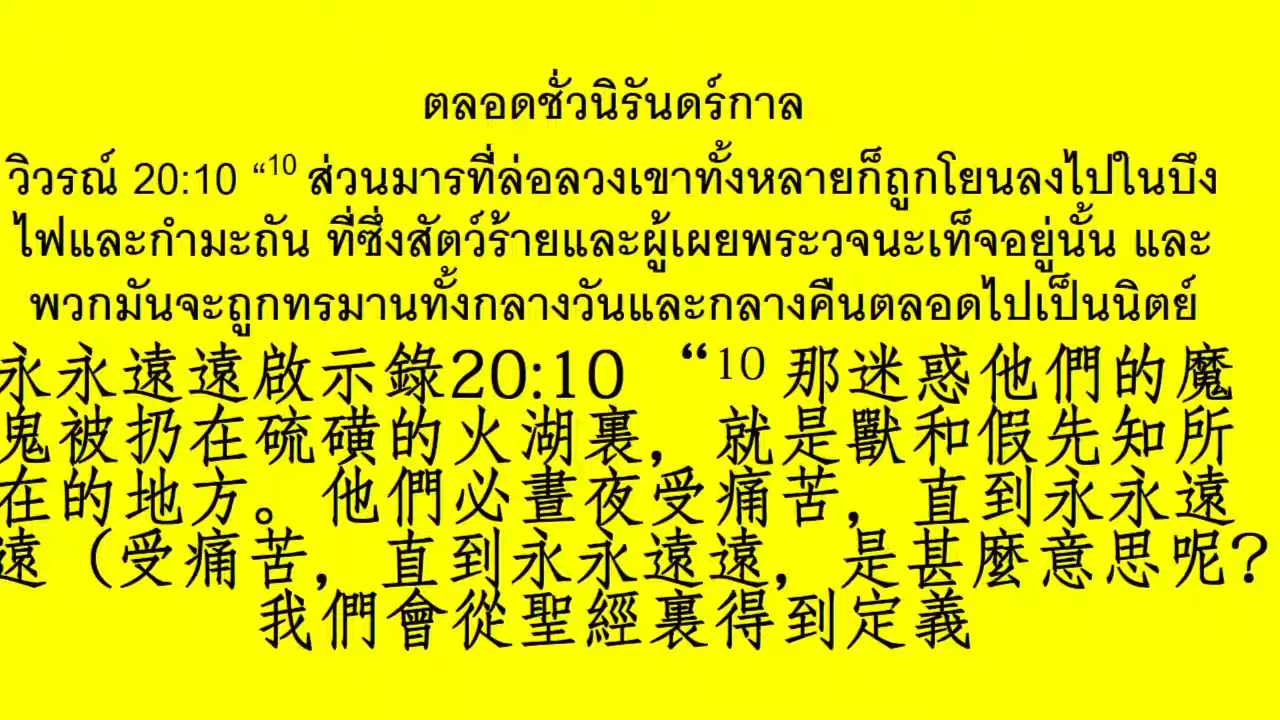 ตลอดชั่วนิรันดร์กาล
วิวรณ์ 20:10 “10 ส่วนมารที่ล่อลวงเขาทั้งหลายก็ถูกโยนลงไปในบึง
ไฟและกำมะถัน ที่ซึ่งสัตว์ร้ายและผู้เผยพระวจนะเท็จอยู่นั้น และ
พวกมันจะถูกทรมานทั้งกลางวันและกลางคืนตลอดไปเป็นนิตย์
永永遠遠啟示錄20:10 “10 那迷惑他們的魔
鬼被扔在硫磺的火湖裏，就是獸和假先知所
在的地方。他們必晝夜受痛苦，直到永永遠
遠（受痛苦，直到永永遠遠，是甚麼意思呢?
我們會從聖經裏得到定義